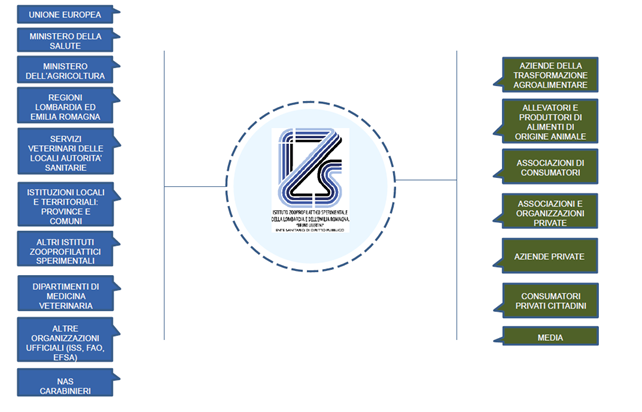 UNIONE EUROPEA
MINISTERO DELLA
SALUTE
MINISTERO
DELL'AGRICOLTURA
REGIONI
LOMBARDIA ED
EMILIA ROMAGNA
SERVIZI
VETERINARI DELLE
LOCALI AUTORITA'
SANITARIE
ISTITUZIONI LOCALI
E TERRITORIALI:
PROVINCE E
COMUNI
ALTRI ISTITUTI
ZOOPROFILATTICI
SPERIMENTALI
DIPARTIMENTI DI
MEDICINA
VETERINARIA
ALTRE
ORGANIZZAZIONI
UFFICIALI (ISS, FAO,
EFSA)
NAS
CARABINIERI
ISTITUTO ZOOPROFILATTICO SPERIMENTALE
DELLA LOMBARDIA E DELL'EMILIA ROMAGNA
"BRUNO UBERTINI"
ENTE SANITARIO DI DIRITTO PUBBLICO
AZIENDE DELLA
TRASFORMAZIONE
AGROALIMENTARE
ALLEVATORI E
PRODUTTORI DI
ALIMENTI DI
ORIGINE ANIMALE
ASSOCIAZIONI DI
CONSUMATORI
ASSOCIAZIONI E
ORGANIZZAZIONI
PRIVATE
AZIENDE PRIVATE
CONSUMATORI
PRIVATI CITTADINI
MEDIA